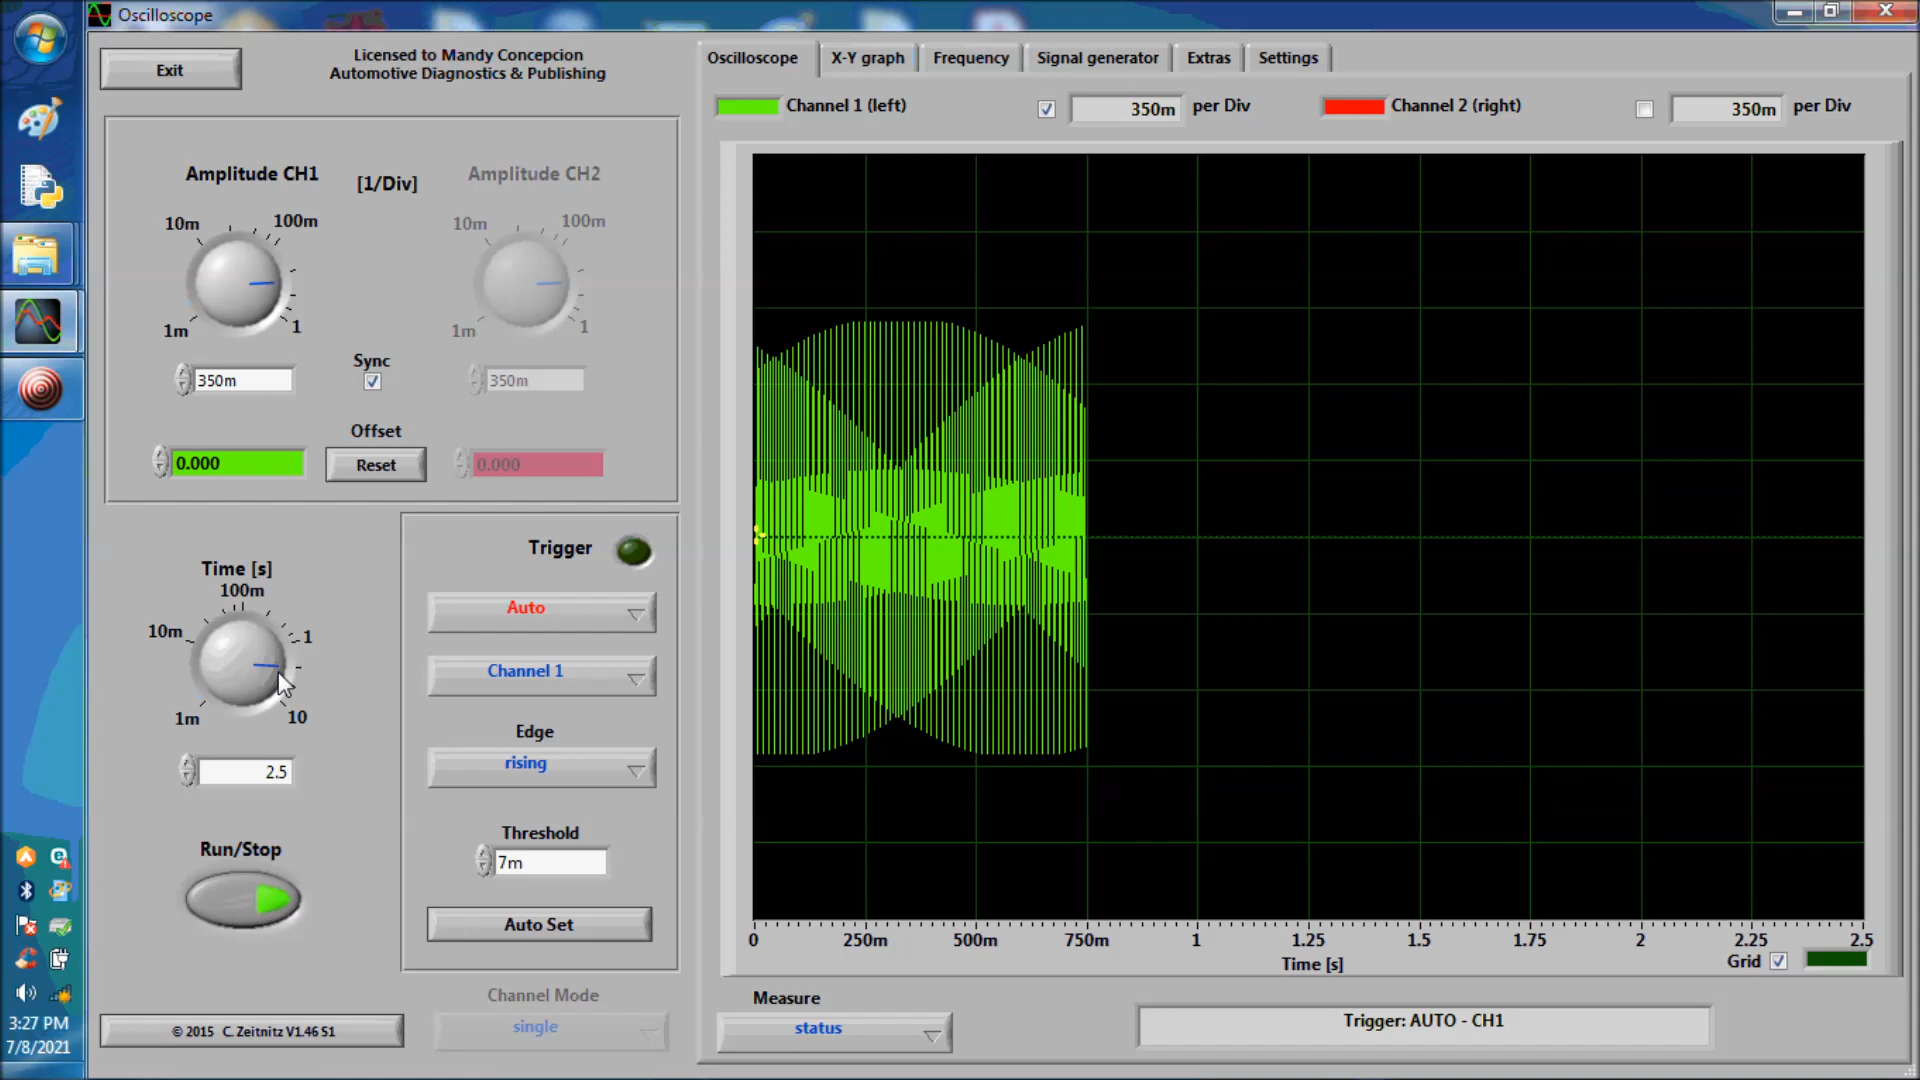 Oscilloscope
Exit
Licensed to Mandy Concepcion
Automotive Diagnostics & Publishing
Oscilloscope
X-Y graph
Frequency
Signal generator
Extras
Settings
Channel 1 (left)
350m
per Div
Channel 2 (right)
350m
per Div
Amplitude CH1
[1/Div]
Amplitude CH2
10m
100m
1m
1
10m
100m
1m
1
350m
Sync
350m
Offset
0.000
Reset
0.000
Time [s]
100m
10m
1
1m
10
2.5
Run/Stop
Trigger
Auto
Channel 1
Edge
rising
Threshold
7m
Auto Set
Channel Mode
single
© 2015 C. Zeitnitz V1.46 S1
0 250m 500m 750m 1 1.25 1.5 1.75 2 2.25 2.5
Time [s]
Grid
Measure
status
Trigger: AUTO - CH1
3:27 PM
7/8/2021